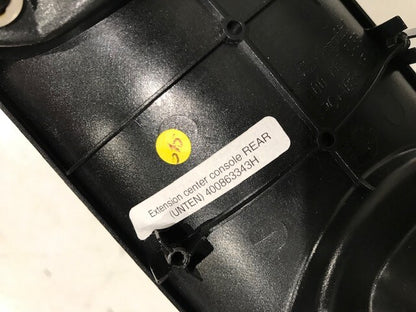 Extension center console REAR
(UNTEN) 400863343H